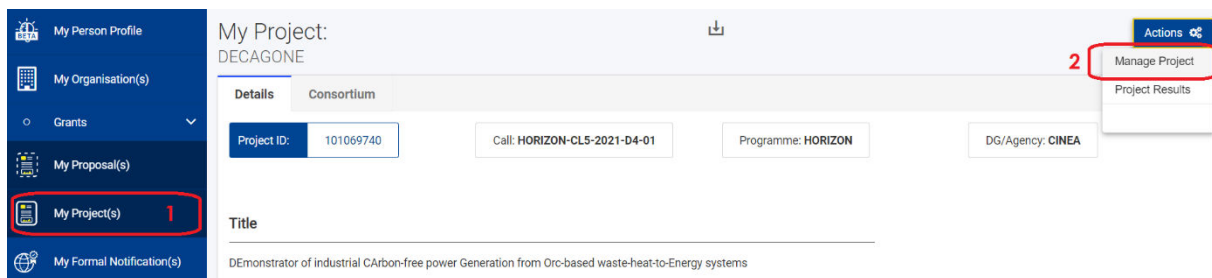 BETA
My Person Profile
My Organisation(s)
Grants
My Proposal(s)
My Project(s) 1
My Formal Notification(s)
My Project:
DECAGONE
Actions
2 Manage Project
Project Results
Details Consortium
Project ID: 101069740 Call: HORIZON-CL5-2021-D4-01 Programme: HORIZON DG/Agency: CINEA
Title
DEmonstrator of industrial CArbon-free power Generation from Orc-based waste-heat-to-Energy systems